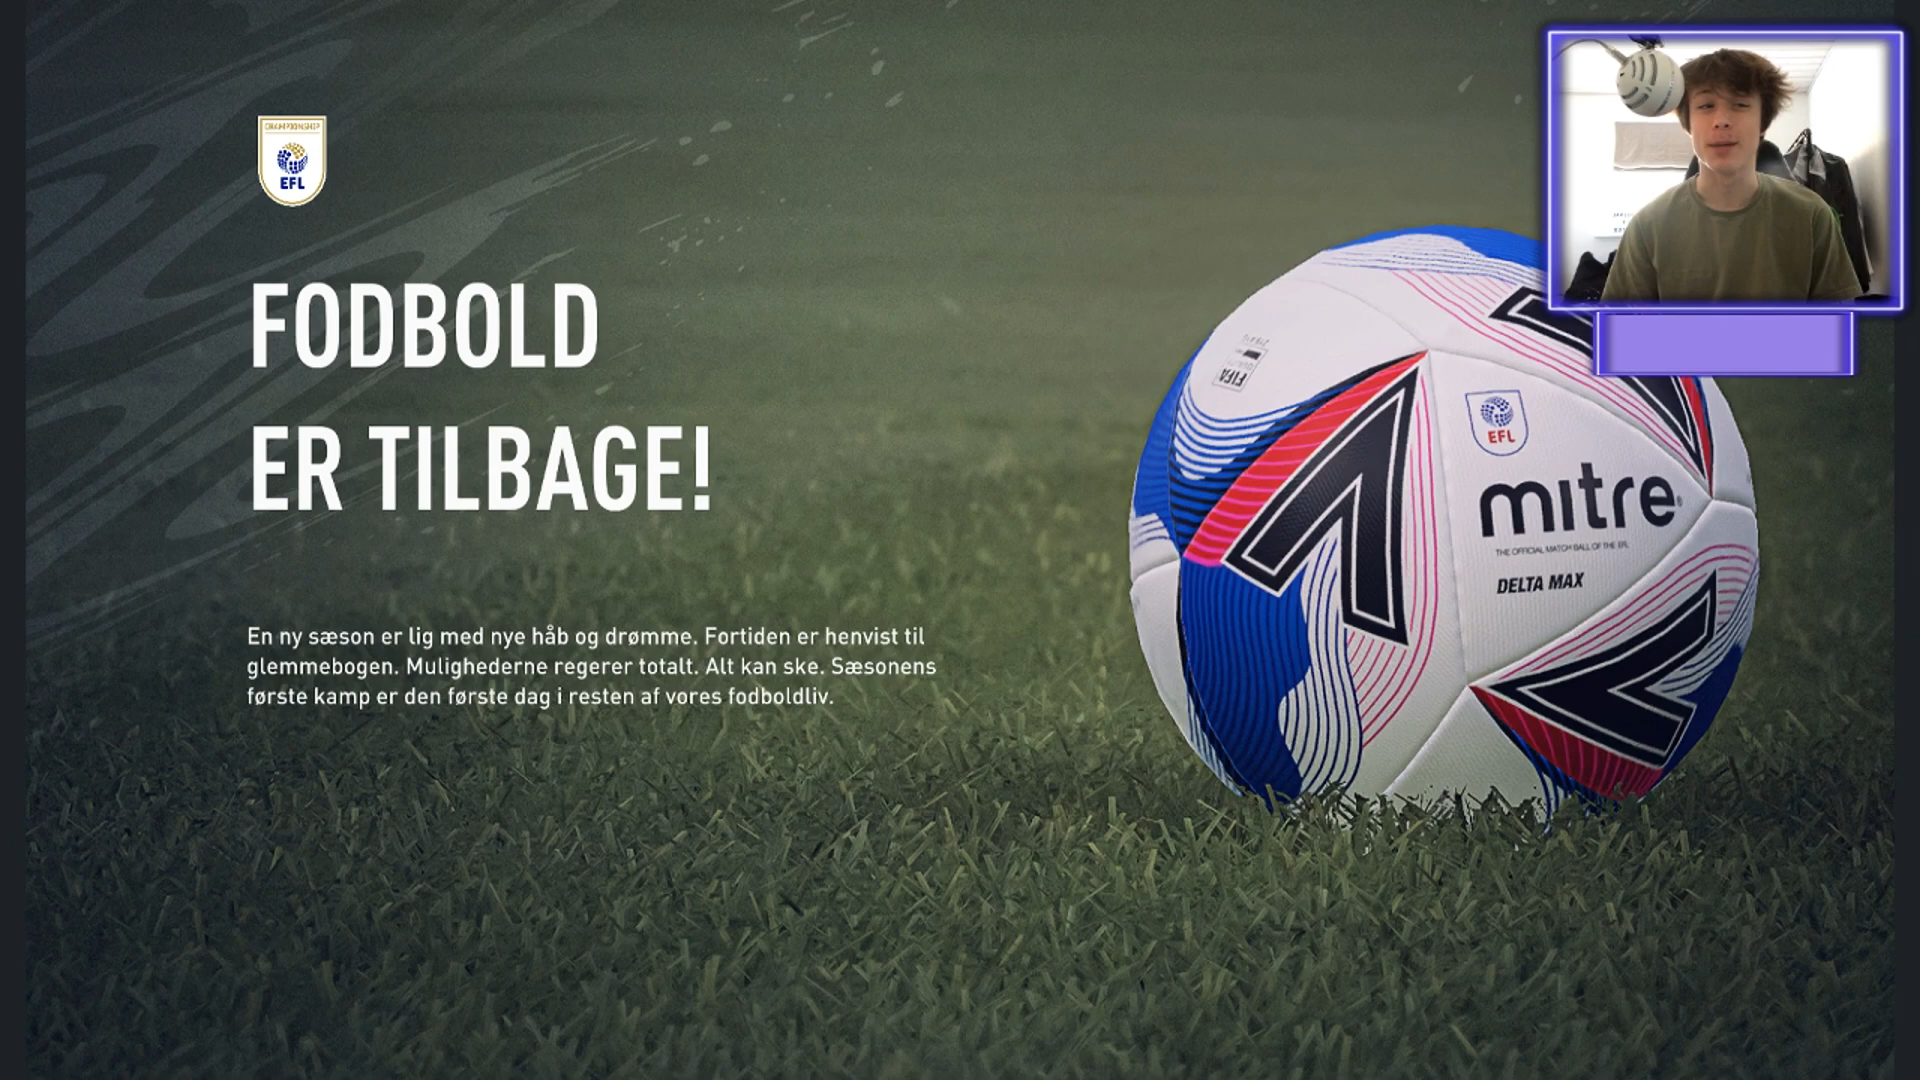 CHAMPIONSHIP
EFL
FODBOLD
ER TILBAGE!
En ny sæson er lig med nye håb og drømme. Fortiden er henvist til
glemmebogen. Mulighederne regerer totalt. Alt kan ske. Sæsonens
første kamp er den første dag i resten af vores fodboldliv.
FIFA
EFL
mitre
THE OFFICIAL MATCH BALL OF THE EFL
DELTA MAX